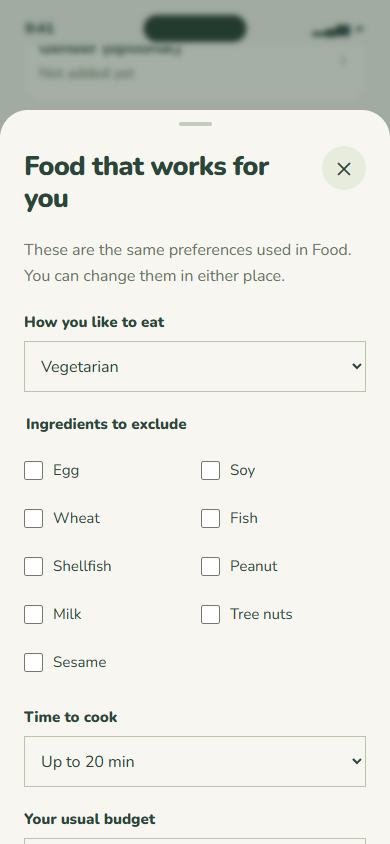 9:41
Gender (optional)
Not added yet
Food that works for
you
These are the same preferences used in Food.
You can change them in either place.
How you like to eat
Vegetarian
Ingredients to exclude
Egg
Soy
Wheat
Fish
Shellfish
Peanut
Milk
Tree nuts
Sesame
Time to cook
Up to 20 min
Your usual budget